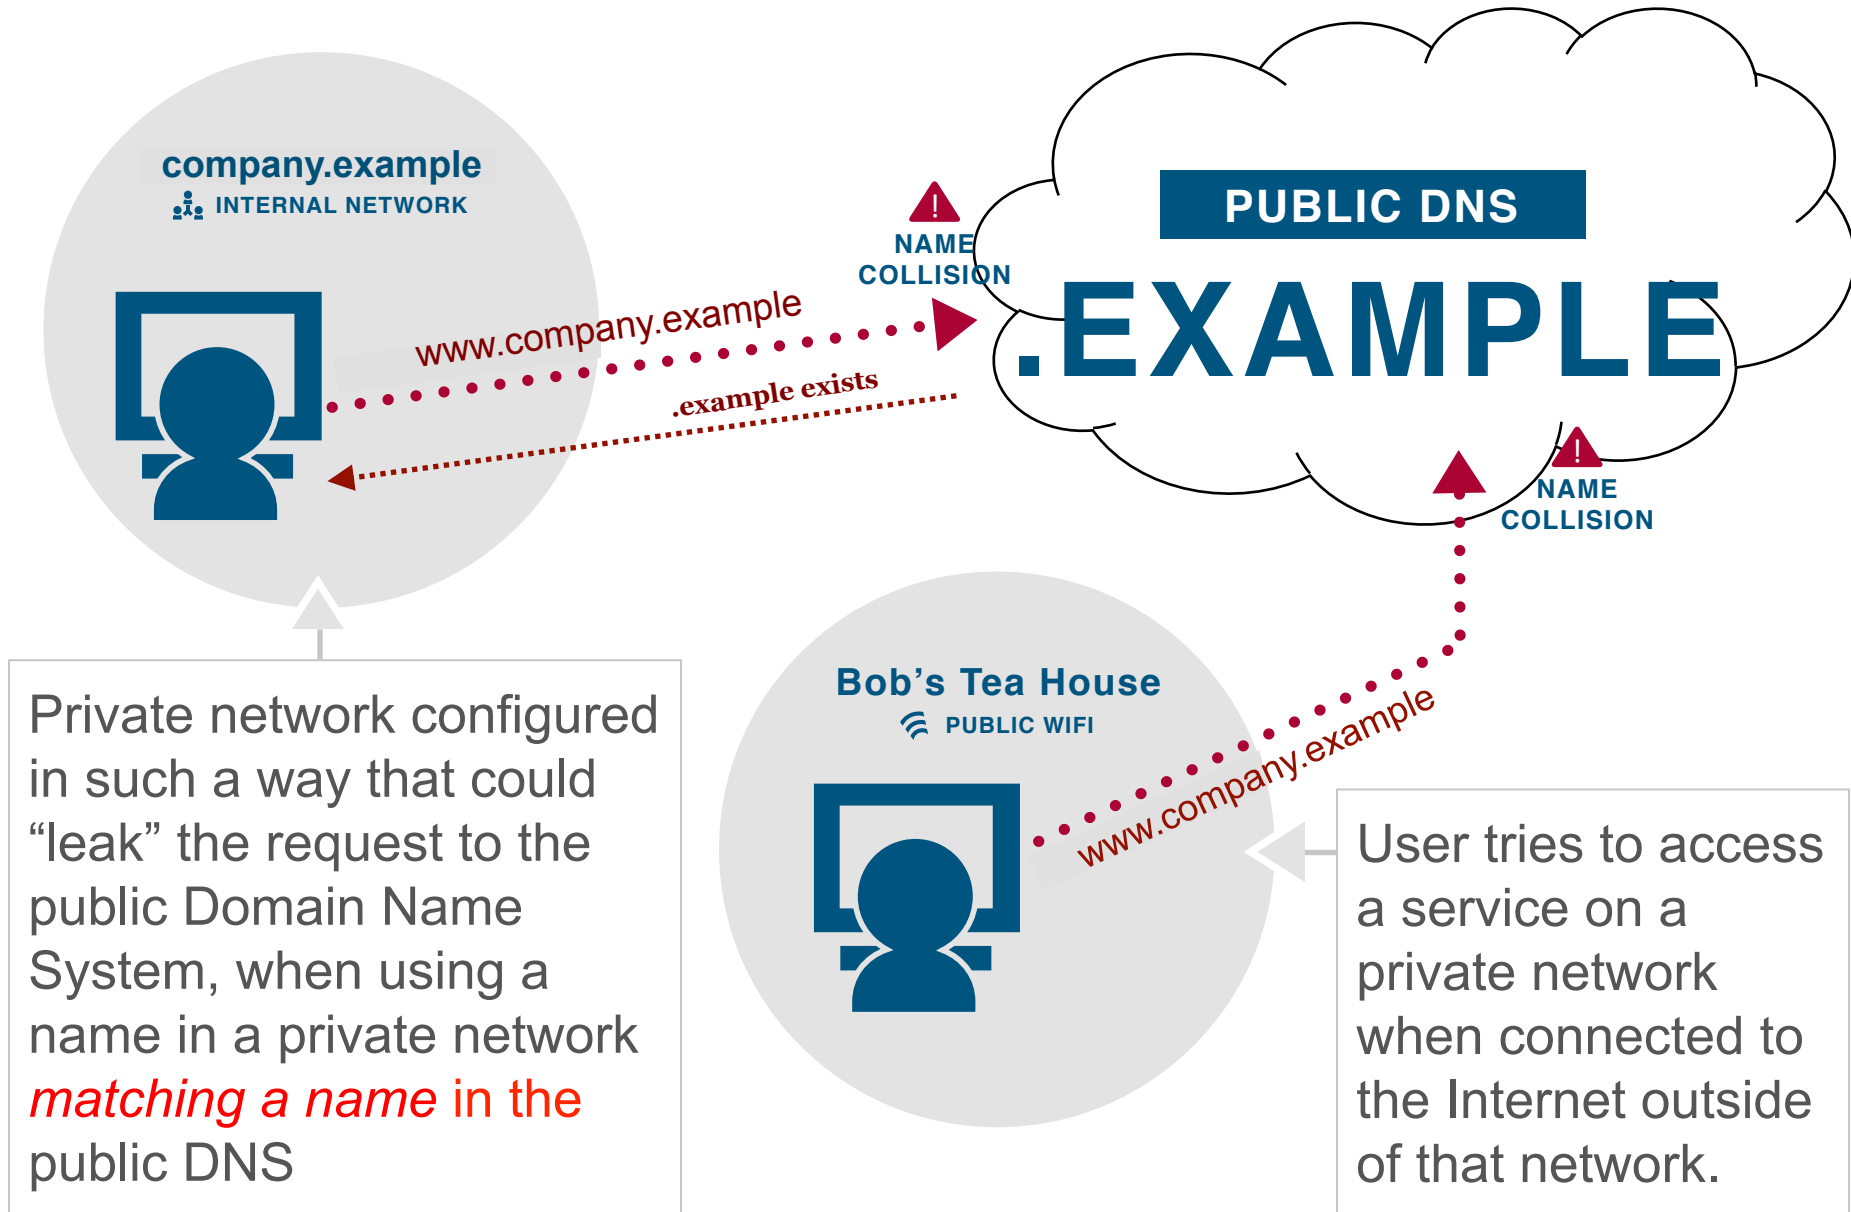 company.example
INTERNAL NETWORK
NAME
COLLISION
PUBLIC DNS
.EXAMPLE
www.company.example
.example exists
NAME
COLLISION
Private network configured
in such a way that could
“leak” the request to the
public Domain Name
System, when using a
name in a private network
matching a name in the
public DNS
Bob’s Tea House
PUBLIC WIFI
www.company.example
User tries to access
a service on a
private network
when connected to
the Internet outside
of that network.